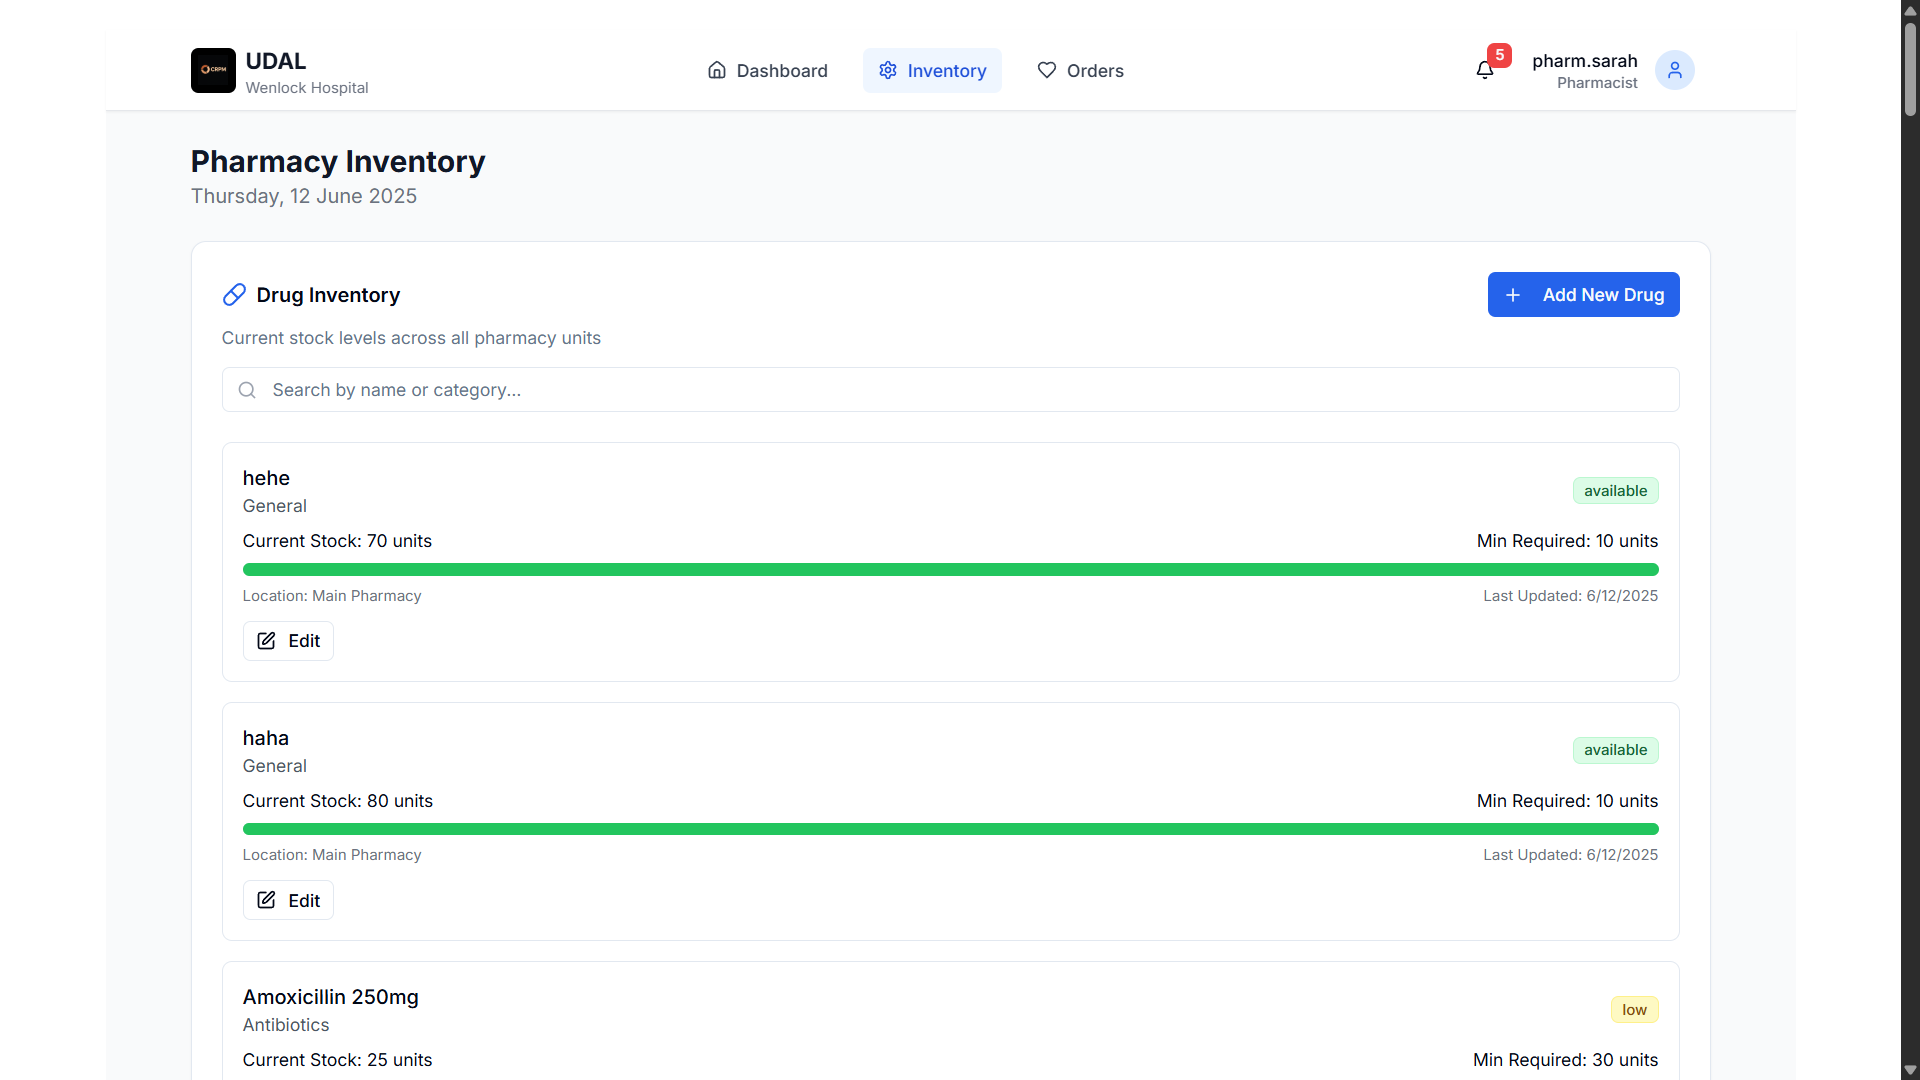 CRPM
UDAL
Wenlock Hospital
Dashboard
Inventory
Orders
5
pharm.sarah
Pharmacist
Pharmacy Inventory
Thursday, 12 June 2025
Drug Inventory
Add New Drug
Current stock levels across all pharmacy units
Search by name or category...
hehe
General
available
Current Stock: 70 units
Min Required: 10 units
Location: Main Pharmacy
Last Updated: 6/12/2025
Edit
haha
General
available
Current Stock: 80 units
Min Required: 10 units
Location: Main Pharmacy
Last Updated: 6/12/2025
Edit
Amoxicillin 250mg
Antibiotics
low
Current Stock: 25 units
Min Required: 30 units